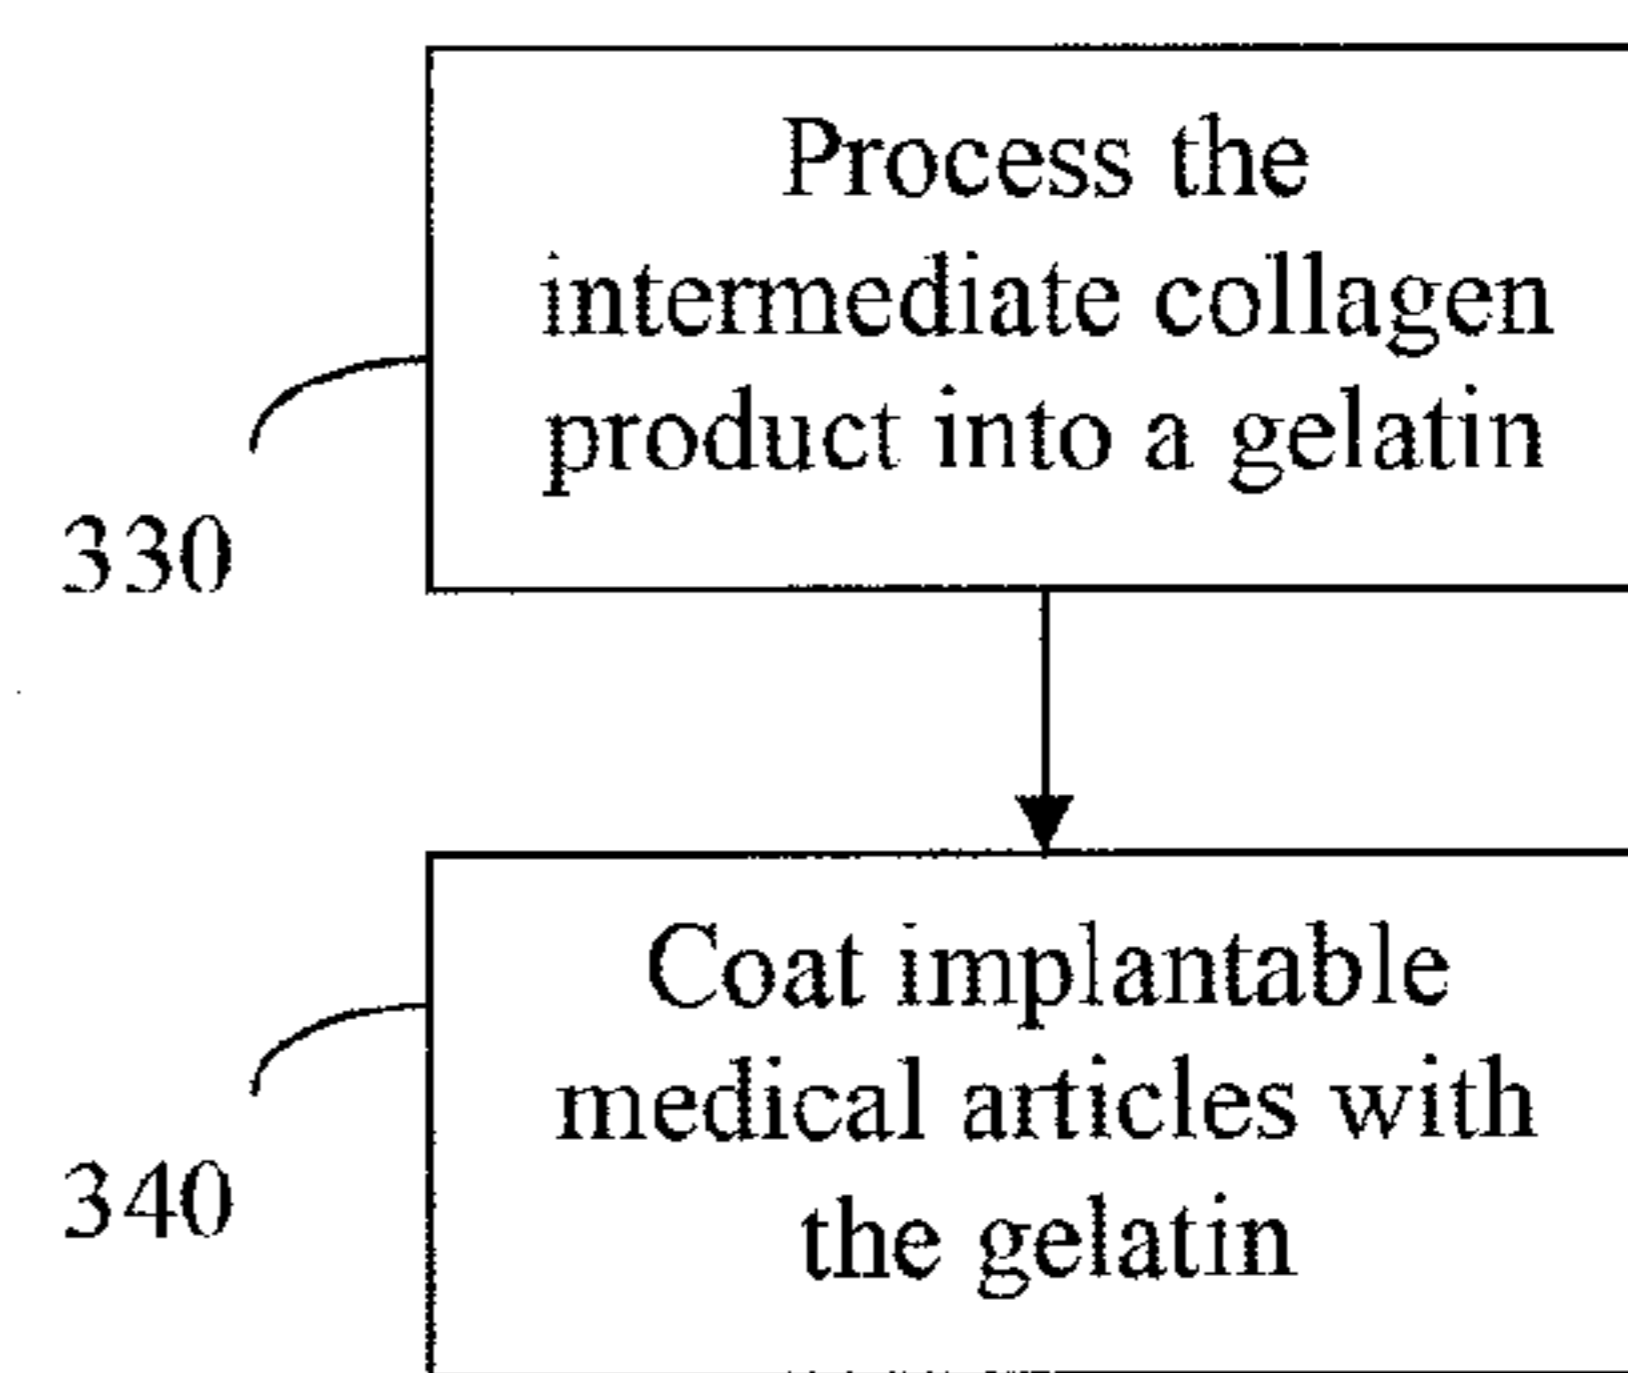 Process the
intermediate collagen
product into a gelatin
330
Coat implantable
medical articles with
the gelatin
340